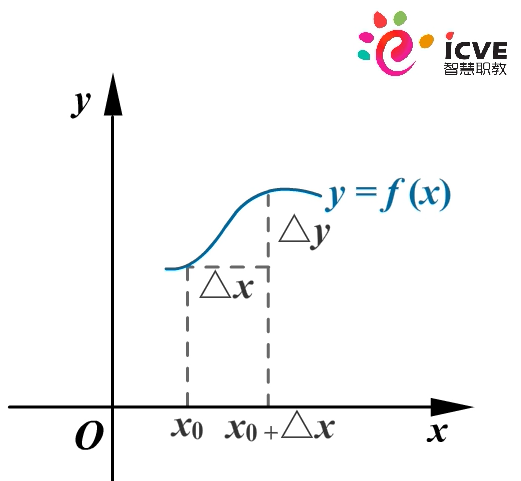 iCVE
智慧职教
y
y = f (x)
△y
△x
O
x₀
x₀ + △x
x